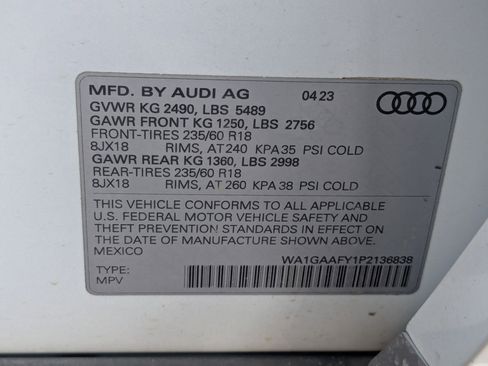 MFD. BY AUDI AG 04 23
GVWR KG 2490, LBS 5489
GAWR FRONT KG 1250, LBS 2756
FRONT-TIRES 235/60 R18
8JX18 RIMS, AT 240 KPA 35 PSI COLD
GAWR REAR KG 1360, LBS 2998
REAR-TIRES 235/60 R18
8JX18 RIMS, AT 260 KPA 38 PSI COLD
THIS VEHICLE CONFORMS TO ALL APPLICABLE
U.S. FEDERAL MOTOR VEHICLE SAFETY AND
THEFT PREVENTION STANDARDS IN EFFECT ON
THE DATE OF MANUFACTURE SHOWN ABOVE.
MEXICO
WA1GAAFY1P2136838
TYPE:
MPV